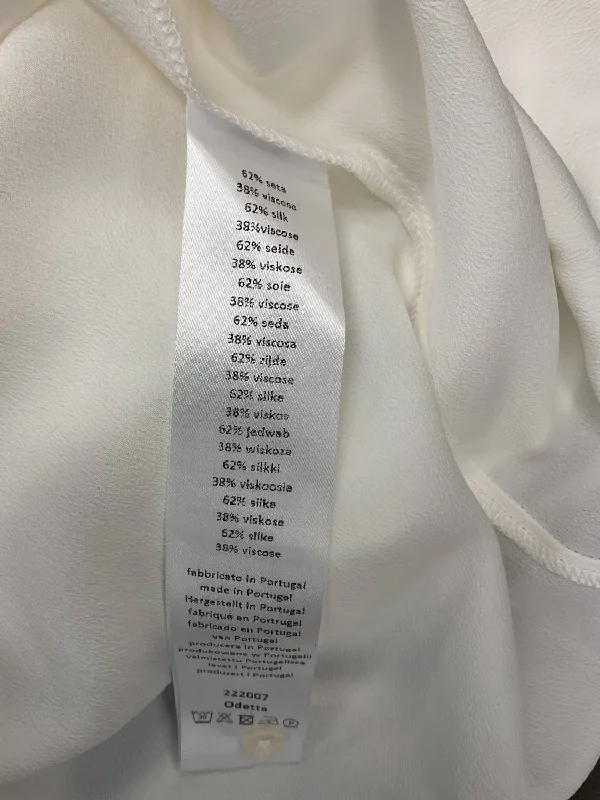 62% seta
38% viscose
62% silk
38%viscose
62% seide
38% viskose
62% soie
38% viscose
62% seda
38% viscosa
62% zijde
38% viscose
62% silke
38% viskos
62% jedwab
38% wiskoza
62% silkki
38% viskoosia
62% silke
38% viskose
62% silke
38% viscose
fabbricato in Portugal
made in Portugal
Hergestellt in Portugal
fabriqué en Portrugal
fabricado en Portugal
van Portugal
producera in Portugal
produkowane w Portugalii
velmistettu Portugalissa
lavet i Portugal
produsert i Portugal
222007
Odetta
P